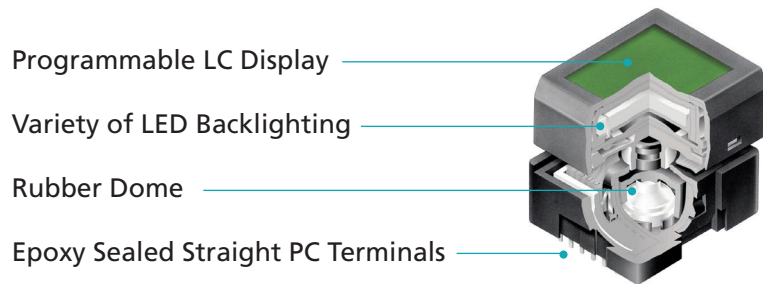 Programmable LC Display
Variety of LED Backlighting
Rubber Dome
Epoxy Sealed Straight PC Terminals